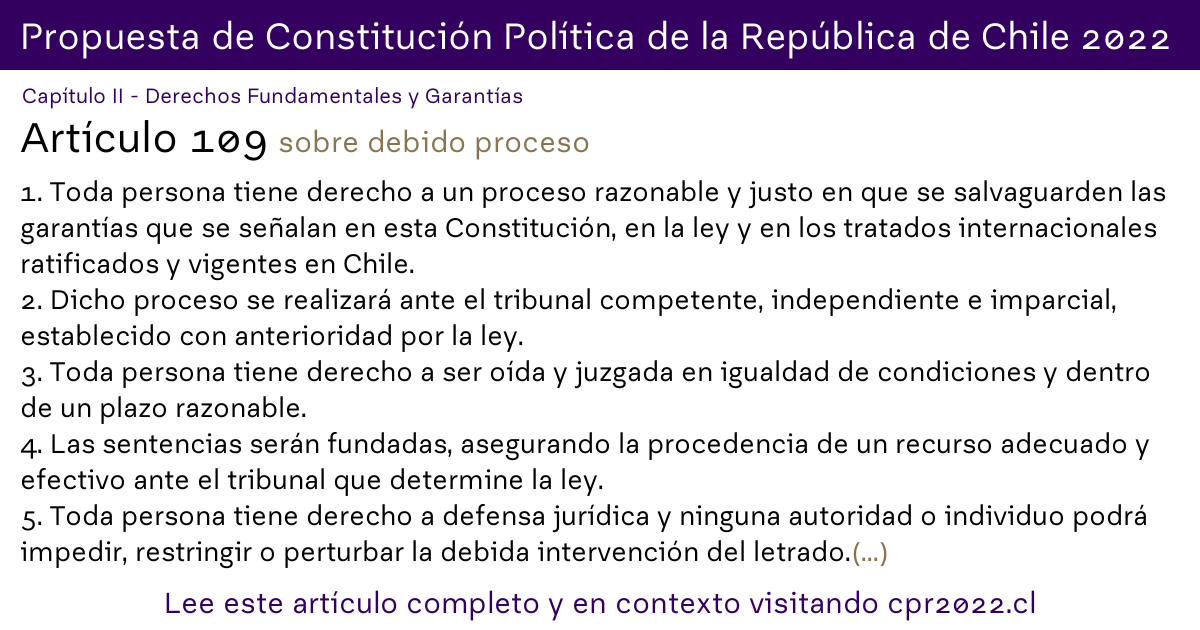 Propuesta de Constitución Política de la República de Chile 2022
Capítulo II - Derechos Fundamentales y Garantías
Artículo 109 sobre debido proceso
1. Toda persona tiene derecho a un proceso razonable y justo en que se salvaguarden las
garantías que se señalan en esta Constitución, en la ley y en los tratados internacionales
ratificados y vigentes en Chile.
2. Dicho proceso se realizará ante el tribunal competente, independiente e imparcial,
establecido con anterioridad por la ley.
3. Toda persona tiene derecho a ser oída y juzgada en igualdad de condiciones y dentro
de un plazo razonable.
4. Las sentencias serán fundadas, asegurando la procedencia de un recurso adecuado y
efectivo ante el tribunal que determine la ley.
5. Toda persona tiene derecho a defensa jurídica y ninguna autoridad o individuo podrá
impedir, restringir o perturbar la debida intervención del letrado.(...)
Lee este artículo completo y en contexto visitando cpr2022.cl